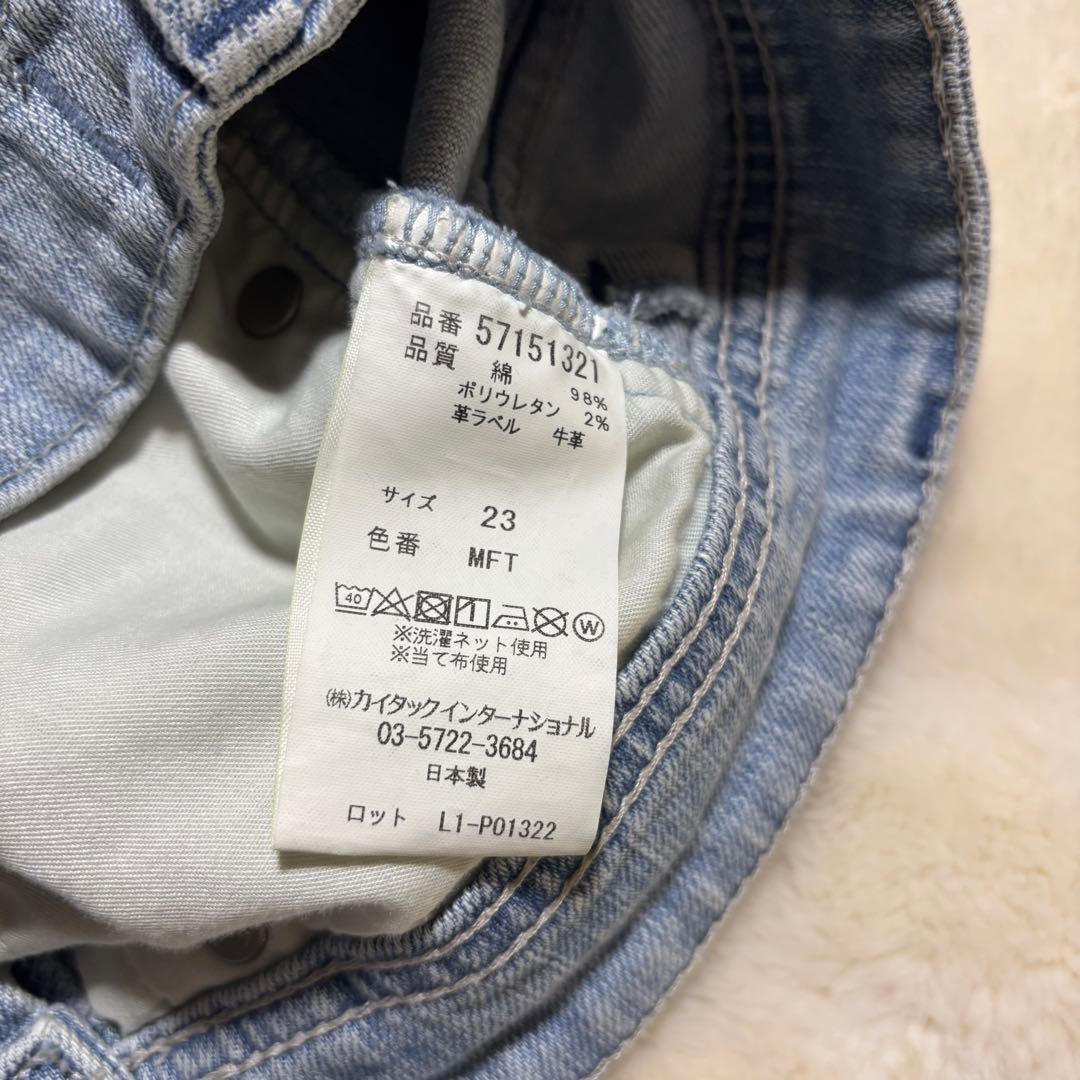 品番 57151321
品質 綿 98%
ポリウレタン 2%
革ラベル 牛革
サイズ 23
色番 MFT
40 1 W
※洗濯ネット使用
※当て布使用
(株)カイタックインターナショナル
03-5722-3684
日本製
ロット L1-P01322